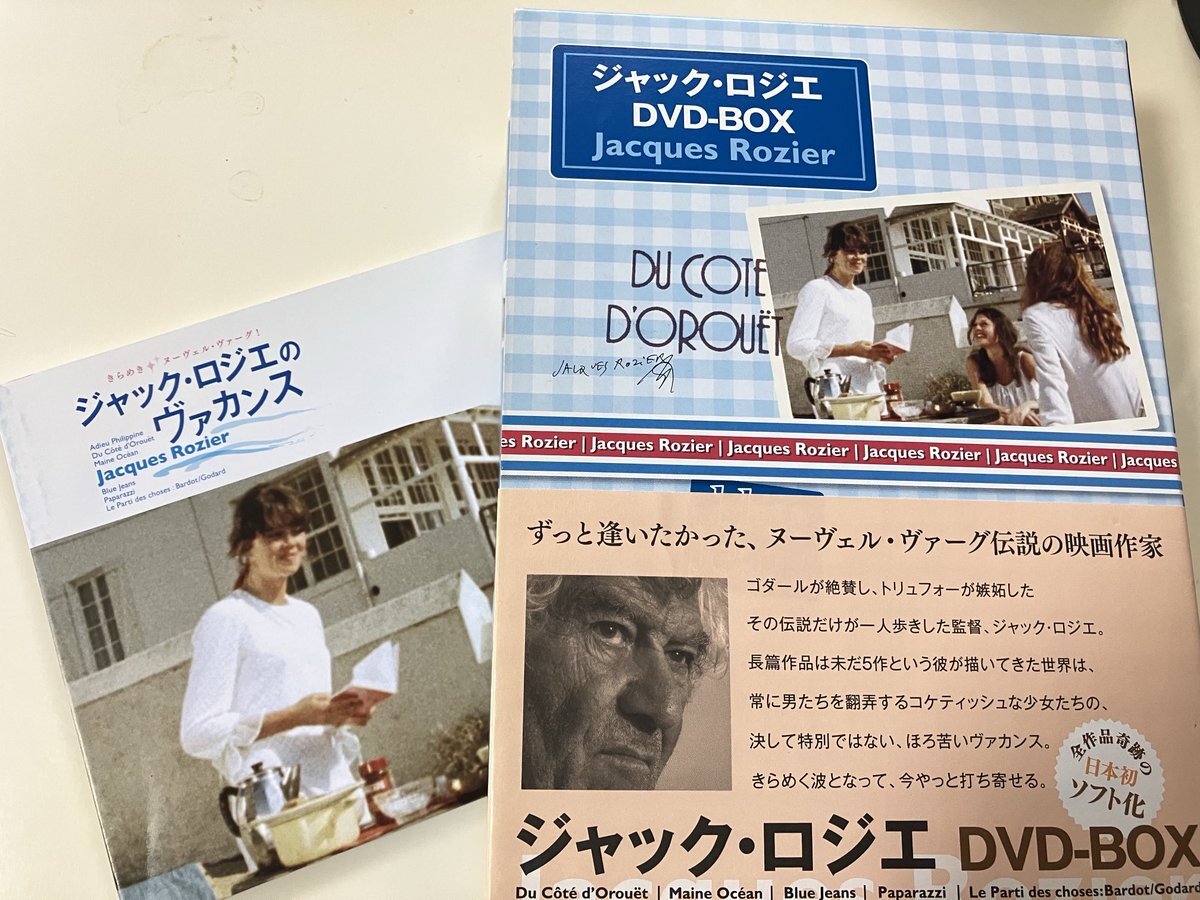 きらめき ヌーヴェル・ヴァーグ!
ジャック・ロジエの
ヴァカンス
Adieu Philippine
Du Côté d'Orouët
Maine Océan
Jacques Rozier
Blue Jeans
Paparazzi
Le Parti des choses : Bardot/Godard
ジャック・ロジエ
DVD-BOX
Jacques Rozier
DU COTE
D'OROUËT
JACQUES ROZIER
es Rozier | Jacques Rozier | Jacques Rozier | Jacques Rozier | Jacques Rozier | Jacques
ずっと逢いたかった、ヌーヴェル・ヴァーグ伝説の映画作家
ゴダールが絶賛し、トリュフォーが嫉妬した
その伝説だけが一人歩きした監督、ジャック・ロジエ。
長篇作品は未だ5作という彼が描いてきた世界は、
常に男たちを翻弄するコケティッシュな少女たちの、
決して特別ではない、ほろ苦いヴァカンス。
きらめく波となって、今やっと打ち寄せる。
全作品奇跡の
日本初
ソフト化
ジャック・ロジエ DVD-BOX
Du Côté d'Orouët | Maine Océan | Blue Jeans | Paparazzi | Le Parti des choses:Bardot/Godard